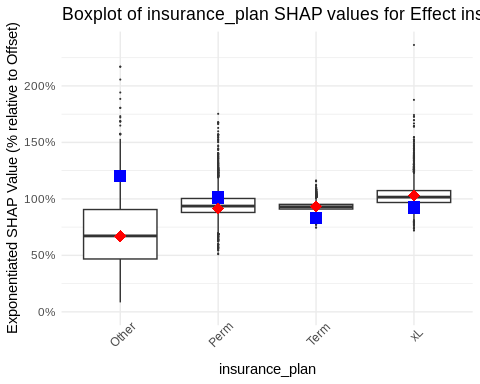 Boxplot of insurance_plan SHAP values for Effect ins
Exponentiated SHAP Value (% relative to Offset)
200%
150%
100%
50%
0%
Other
Perm
Term
xL
insurance_plan